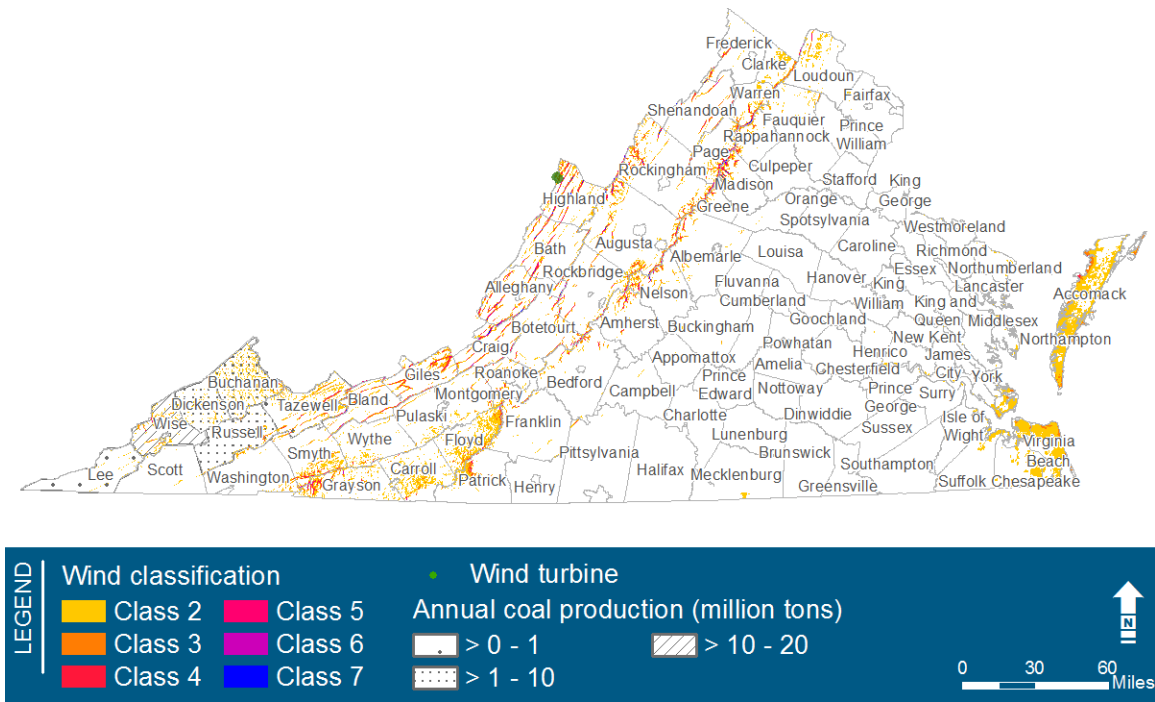 Frederick
Clarke
Loudoun
Warren
Fairfax
Shenandoah
Fauquier
Prince
William
Rappahannock
Page
Rockingham
Culpeper
Madison
Stafford
King
George
Highland
Greene
Orange
Spotsylvania
Westmoreland
Bath
Augusta
Albemarle
Louisa
Caroline
Richmond
Essex
Northumberland
Rockbridge
Alleghany
Nelson
Fluvanna
Hanover
King
William
Lancaster
Accomack
Cumberland
King and
Queen
Middlesex
Botetourt
Amherst
Buckingham
Goochland
New Kent
Northampton
Craig
Powhatan
Henrico
James
City
York
Appomattox
Amelia
Chesterfield
Giles
Roanoke
Bedford
Prince
Edward
Buchanan
Montgomery
Campbell
Nottoway
Prince
George
Surry
Dickenson
Tazewell
Bland
Pulaski
Charlotte
Dinwiddie
Isle of
Wight
Wise
Russell
Wythe
Floyd
Franklin
Lunenburg
Sussex
Virginia
Beach
Smyth
Pittsylvania
Brunswick
Lee
Scott
Washington
Grayson
Carroll
Patrick
Henry
Halifax
Mecklenburg
Southampton
Greensville
Suffolk
Chesapeake
LEGEND
Wind classification
Class 2
Class 3
Class 4
Class 5
Class 6
Class 7
Wind turbine
Annual coal production (million tons)
> 0 - 1
> 1 - 10
> 10 - 20
N
0 30 60
Miles